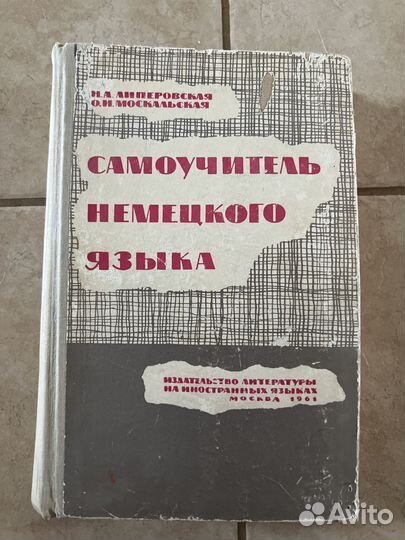 Н.А.ЛИПЕРОВСКАЯ
О.И.МОСКАЛЬСКАЯ
САМОУЧИТЕЛЬ
НЕМЕЦКОГО
ЯЗЫКА
ИЗДАТЕЛЬСТВО ЛИТЕРАТУРЫ
НА ИНОСТРАННЫХ ЯЗЫКАХ
МОСКВА 1961
Avito